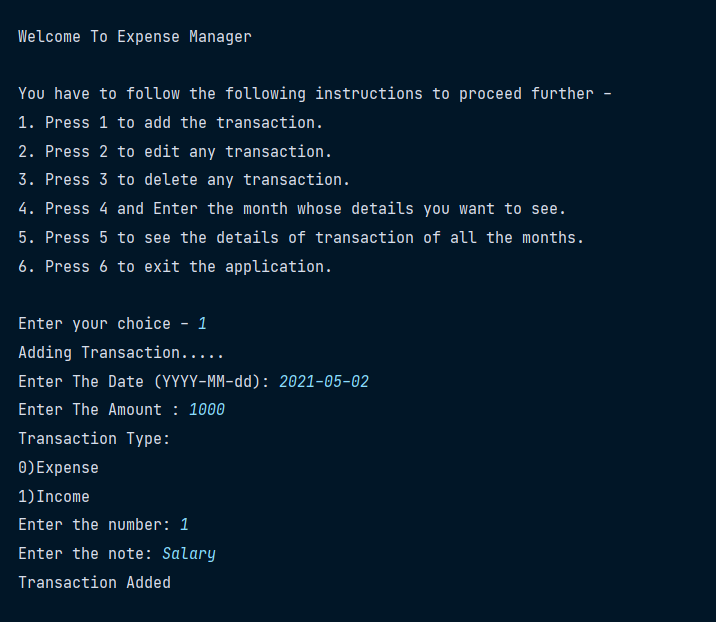 Welcome To Expense Manager
You have to follow the following instructions to proceed further -
1. Press 1 to add the transaction.
2. Press 2 to edit any transaction.
3. Press 3 to delete any transaction.
4. Press 4 and Enter the month whose details you want to see.
5. Press 5 to see the details of transaction of all the months.
6. Press 6 to exit the application.
Enter your choice - 1
Adding Transaction.....
Enter The Date (YYYY-MM-dd): 2021-05-02
Enter The Amount : 1000
Transaction Type:
0)Expense
1)Income
Enter the number: 1
Enter the note: Salary
Transaction Added